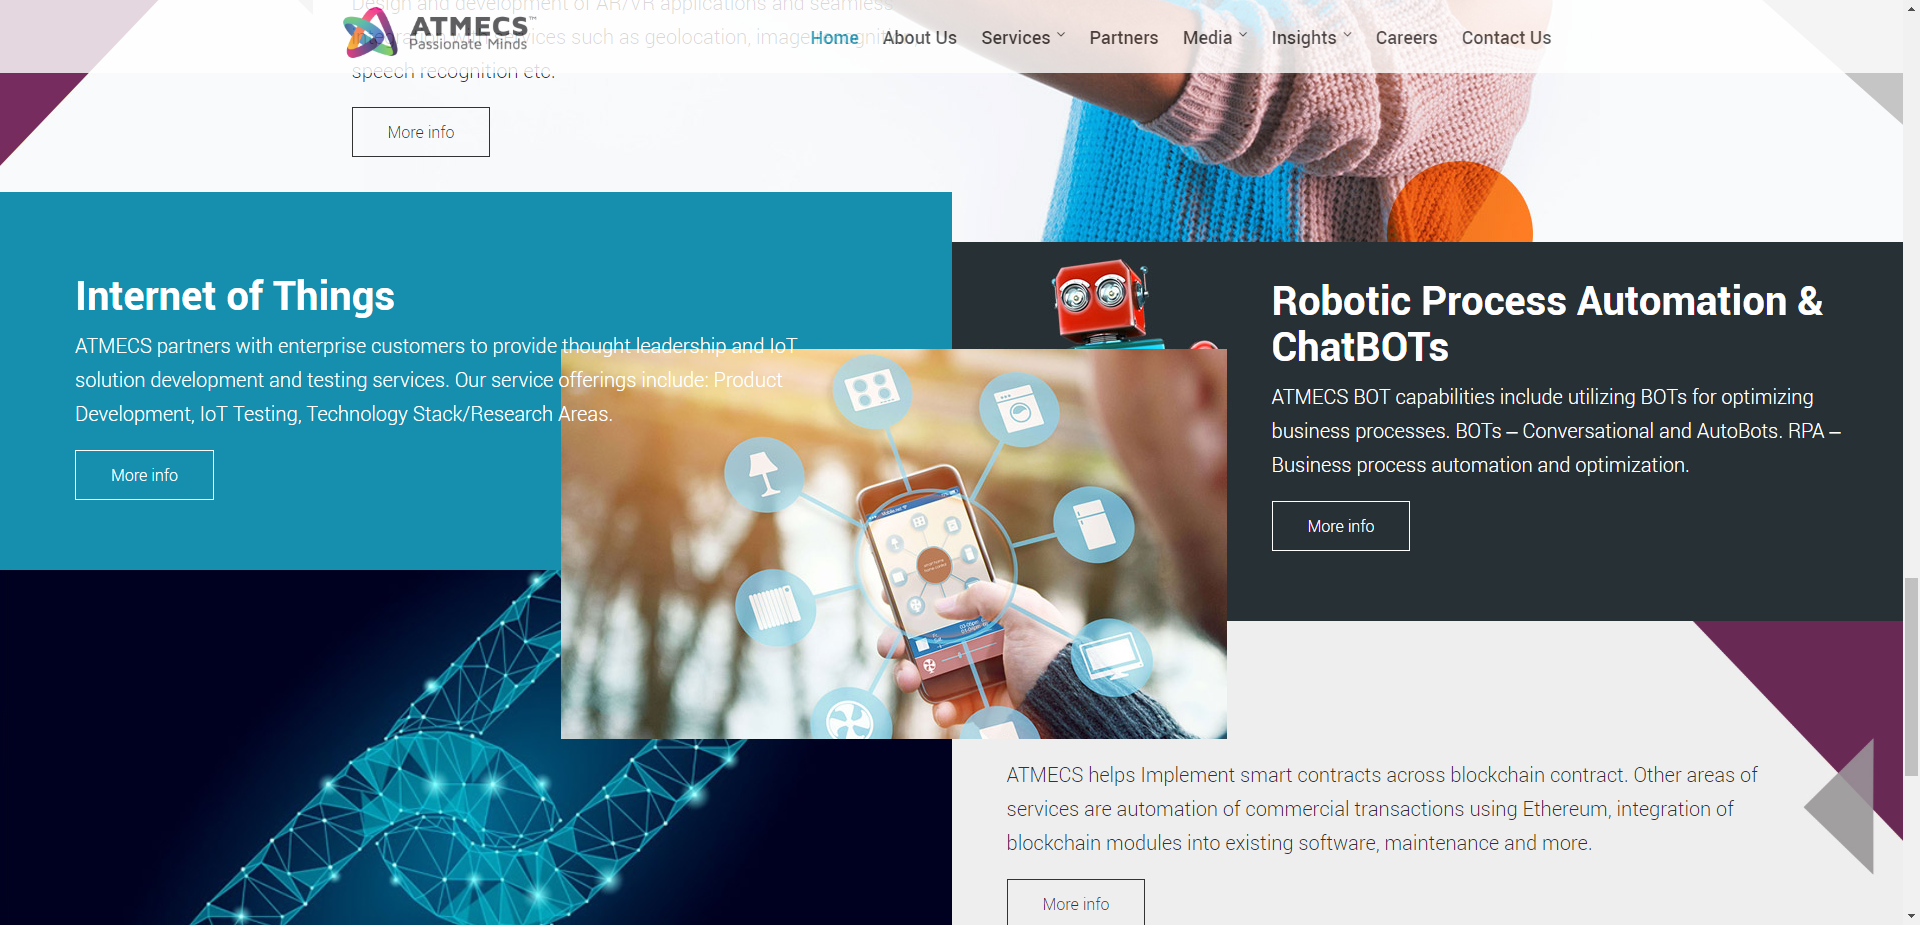 Design and development of AR/VR applications and seamless
ATMECS™
Passionate Minds
Home
About Us
Services
Partners
Media
Insights
Careers
Contact Us
services such as geolocation, image
speech recognition etc.
More info
Internet of Things
ATMECS partners with enterprise customers to provide thought leadership and IoT
solution development and testing services. Our service offerings include: Product
Development, IoT Testing, Technology Stack/Research Areas.
More info
Robotic Process Automation &
ChatBOTs
ATMECS BOT capabilities include utilizing BOTs for optimizing
business processes. BOTs – Conversational and AutoBots. RPA –
Business process automation and optimization.
More info
ATMECS helps Implement smart contracts across blockchain contract. Other areas of
services are automation of commercial transactions using Ethereum, integration of
blockchain modules into existing software, maintenance and more.
More info